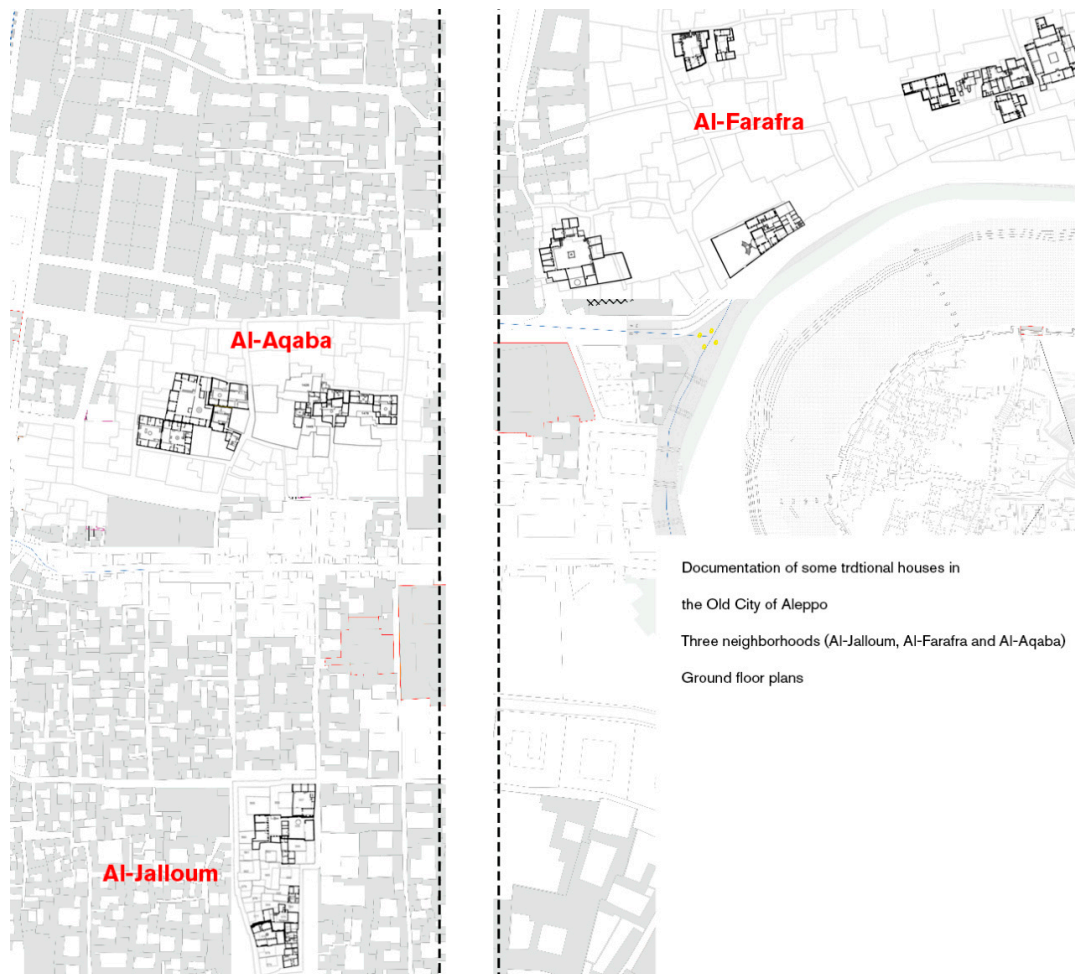 Al-Farafra
Al-Aqaba
Al-Jalloum
Documentation of some trdtional houses in
the Old City of Aleppo
Three neighborhoods (Al-Jalloum, Al-Farafra and Al-Aqaba)
Ground floor plans